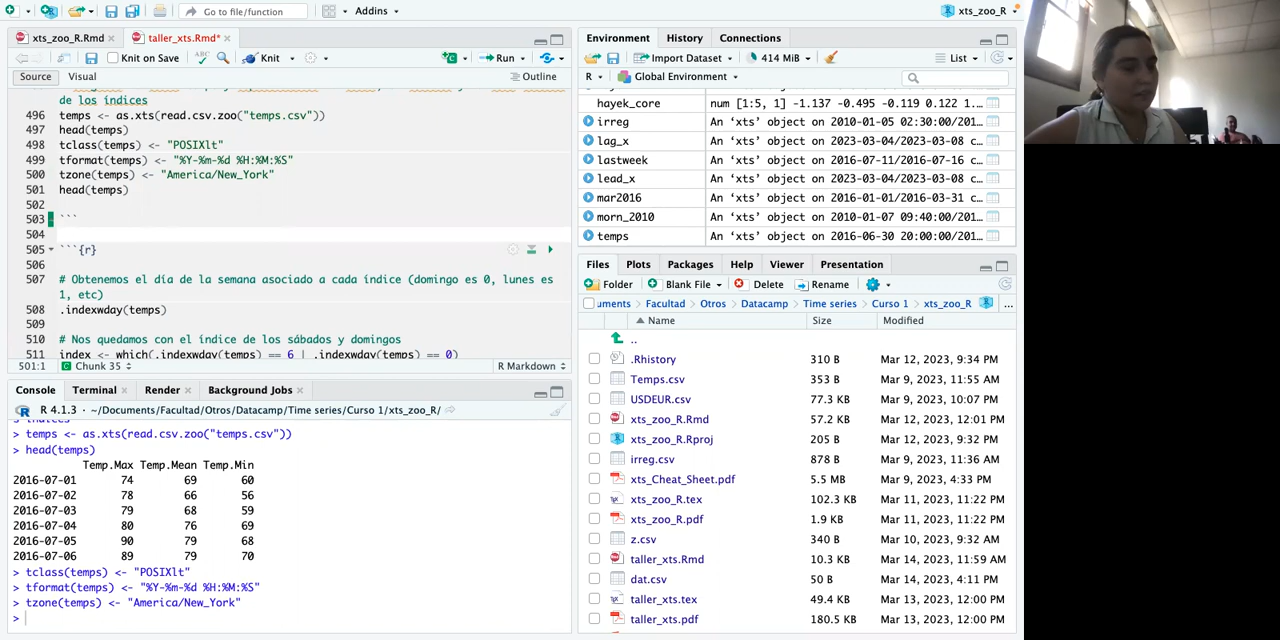 Go to file/function
Addins
xts_zoo_R
xts_zoo_R.Rmd
taller_xts.Rmd*
Knit on Save
ABC
Knit
Run
Source
Visual
Outline
de los índices
496 temps <- as.xts(read.csv.zoo("temps.csv"))
497 head(temps)
498 tclass(temps) <- "POSIXlt"
499 tformat(temps) <- "%Y-%m-%d %H:%M:%S"
500 tzone(temps) <- "America/New_York"
501 head(temps)
502
503 ```
504
505 ```{r}
506
507 # Obtenemos el día de la semana asociado a cada índice (domingo es 0, lunes es
1, etc)
508 .indexwday(temps)
509
510 # Nos quedamos con el índice de los sábados y domingos
511 index <- which(.indexwday(temps) == 6 | .indexwday(temps) == 0)
501:1 Chunk 35 R Markdown
Console Terminal Render Background Jobs
R 4.1.3 · ~/Documents/Facultad/Otros/Datacamp/Time series/Curso 1/xts_zoo_R/
índices
> temps <- as.xts(read.csv.zoo("temps.csv"))
> head(temps)
Temp.Max Temp.Mean Temp.Min
2016-07-01 74 69 60
2016-07-02 78 66 56
2016-07-03 79 68 59
2016-07-04 80 76 69
2016-07-05 90 79 68
2016-07-06 89 79 70
> tclass(temps) <- "POSIXlt"
> tformat(temps) <- "%Y-%m-%d %H:%M:%S"
> tzone(temps) <- "America/New_York"
>
Environment History Connections
Import Dataset 414 MiB List
R Global Environment
hayek_core num [1:5, 1] -1.137 -0.495 -0.119 0.122 1....
irreg An ‘xts’ object on 2010-01-05 02:30:00/201...
lag_x An ‘xts’ object on 2023-03-04/2023-03-08 c...
lastweek An ‘xts’ object on 2016-07-11/2016-07-16 c...
lead_x An ‘xts’ object on 2023-03-04/2023-03-08 c...
mar2016 An ‘xts’ object on 2016-01-01/2016-03-31 c...
morn_2010 An ‘xts’ object on 2010-01-07 09:40:00/201...
temps An ‘xts’ object on 2016-06-30 20:00:00/201...
Files Plots Packages Help Viewer Presentation
Folder Blank File Delete Rename
uments Facultad Otros Datacamp Time series Curso 1 xts_zoo_R ...
Name Size Modified
..
.Rhistory 310 B Mar 12, 2023, 9:34 PM
Temps.csv 353 B Mar 9, 2023, 11:55 AM
USDEUR.csv 77.3 KB Mar 9, 2023, 10:07 PM
xts_zoo_R.Rmd 57.2 KB Mar 12, 2023, 12:01 PM
xts_zoo_R.Rproj 205 B Mar 12, 2023, 9:32 PM
irreg.csv 878 B Mar 9, 2023, 11:36 AM
xts_Cheat_Sheet.pdf 5.5 MB Mar 9, 2023, 4:33 PM
xts_zoo_R.tex 102.3 KB Mar 11, 2023, 11:22 PM
xts_zoo_R.pdf 1.9 KB Mar 11, 2023, 11:22 PM
z.csv 340 B Mar 10, 2023, 9:32 AM
taller_xts.Rmd 10.3 KB Mar 14, 2023, 11:59 AM
dat.csv 50 B Mar 14, 2023, 4:11 PM
taller_xts.tex 49.4 KB Mar 13, 2023, 12:00 PM
taller_xts.pdf 180.5 KB Mar 13, 2023, 12:00 PM